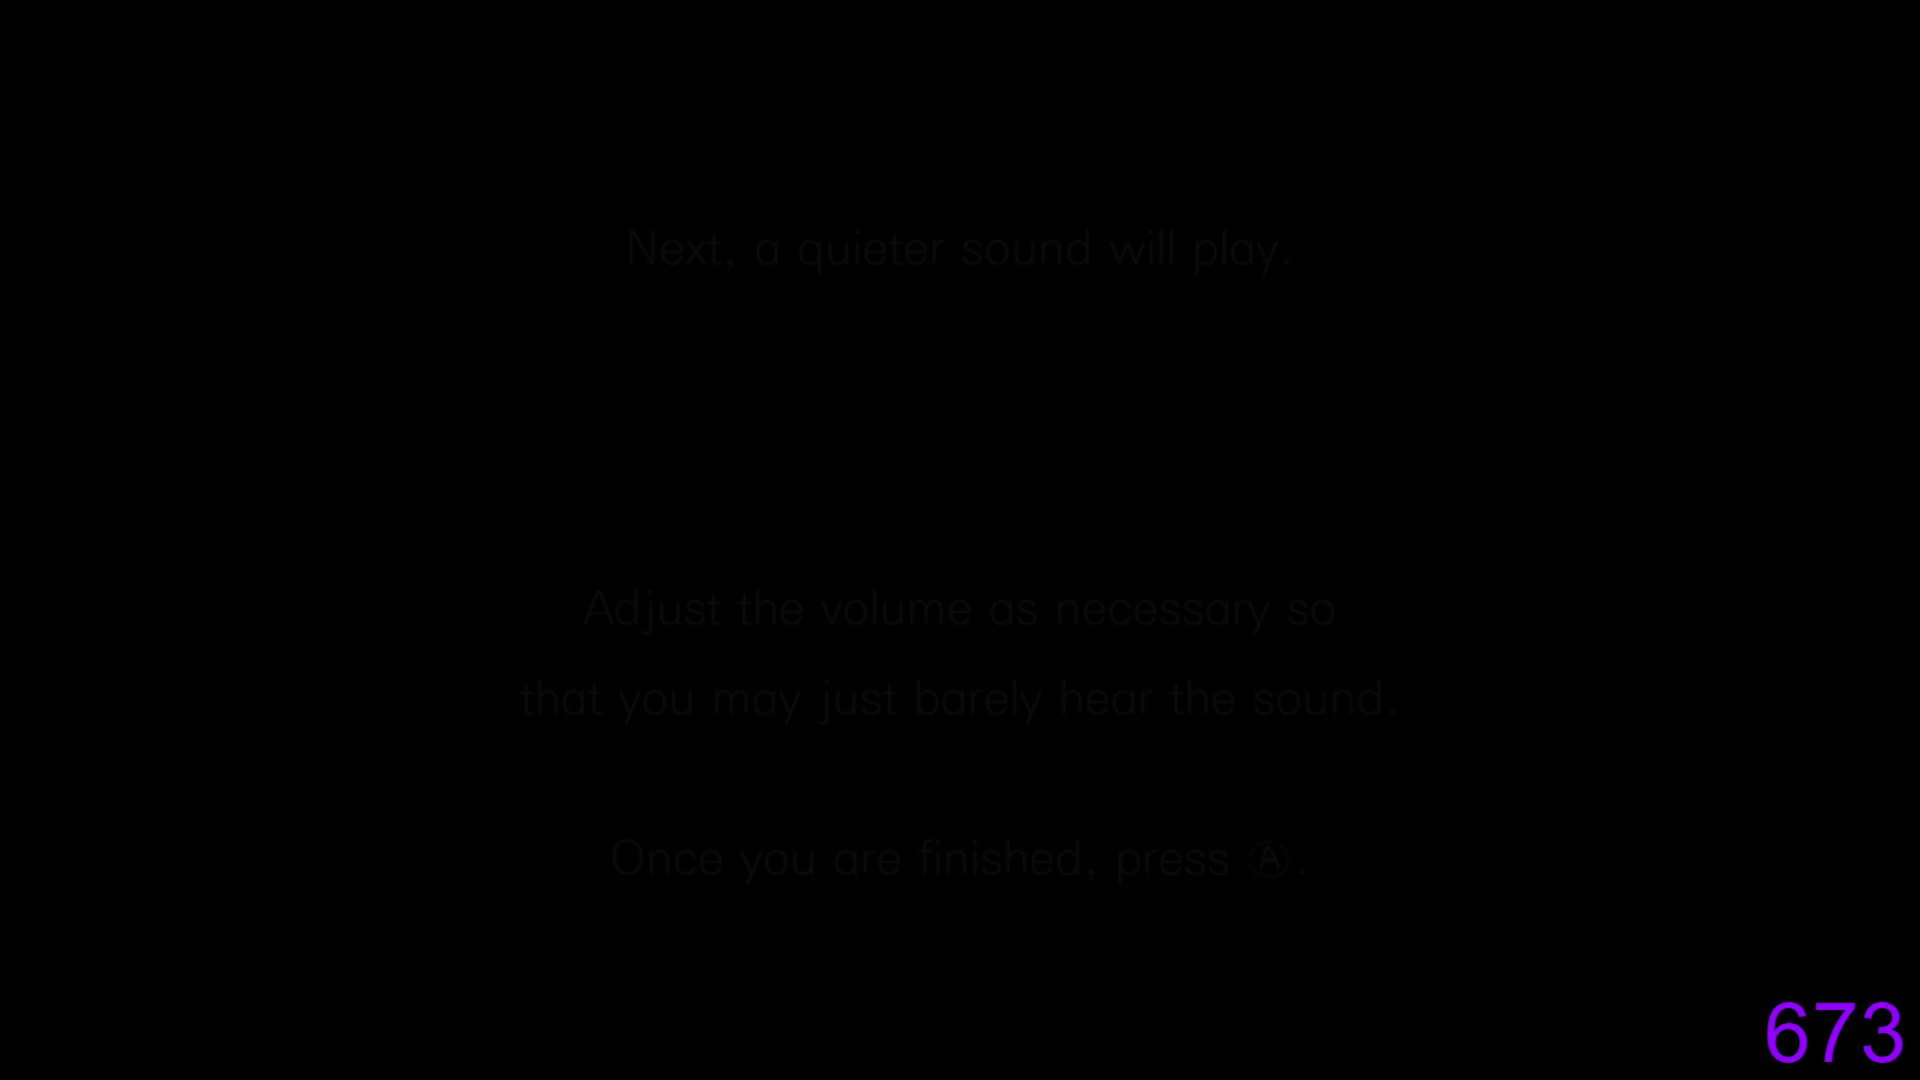 Next, a quieter sound will play.
Adjust the volume as necessary so
that you may just barely hear the sound.
Once you are finished, press Ⓐ.
673